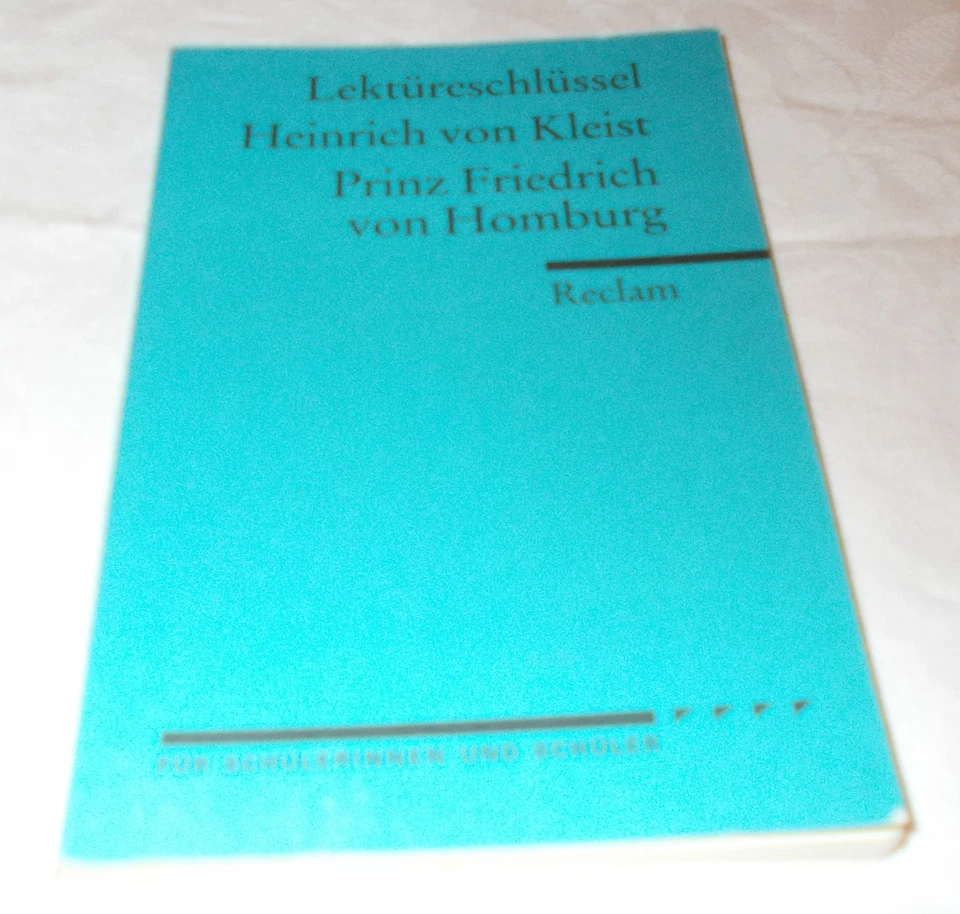 Lektüreschlüssel
Heinrich von Kleist
Prinz Friedrich
von Homburg
Reclam
FÜR SCHÜLERINNEN UND SCHÜLER